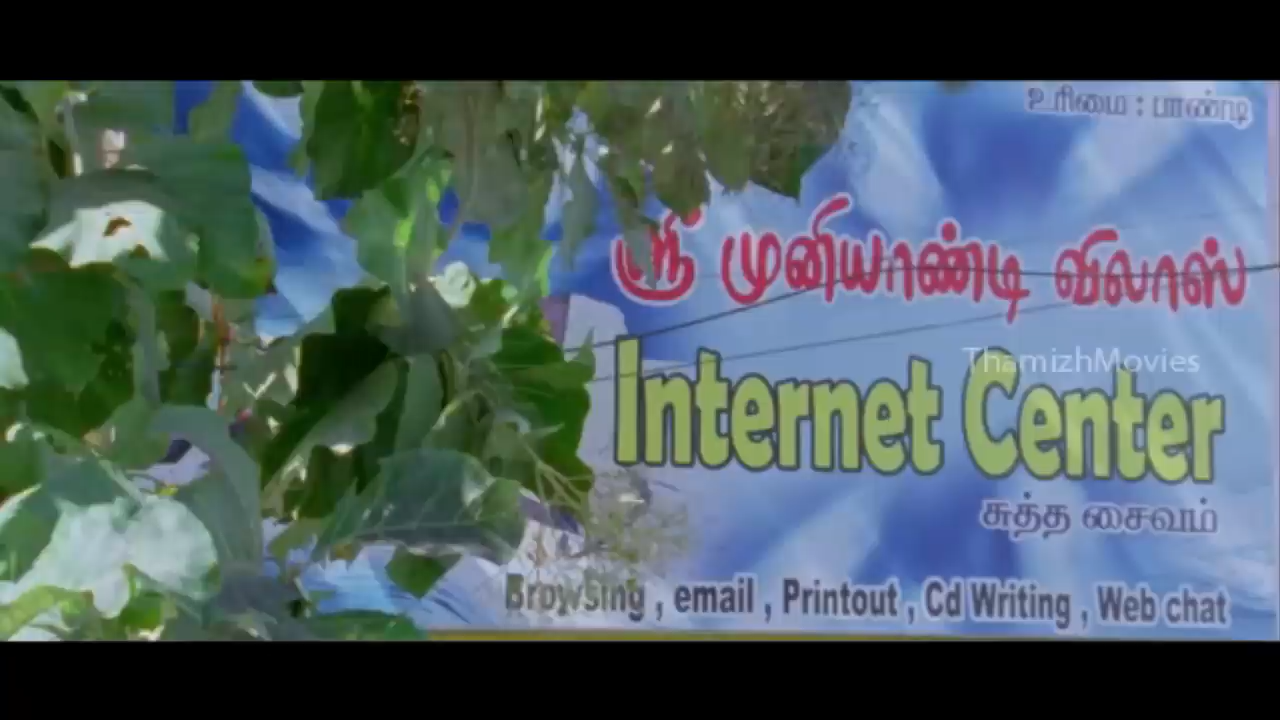 உரிமை : பாண்டி
ஸ்ரீ முனியாண்டி விலாஸ்
ThamizhMovies
Internet Center
சுத்த சைவம்
Browsing , email , Printout , Cd Writing , Web chat